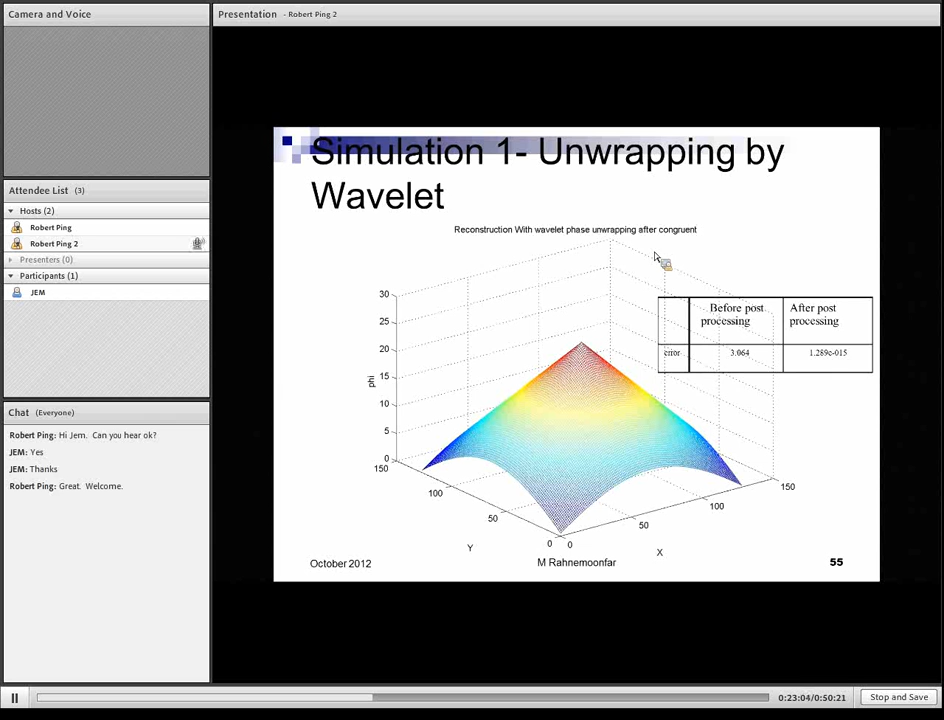 Camera and Voice
Presentation - Robert Ping 2
Attendee List (3)
Hosts (2)
Robert Ping
Robert Ping 2
Presenters (0)
Participants (1)
JEM
Chat (Everyone)
Robert Ping: Hi Jem. Can you hear ok?
JEM: Yes
JEM: Thanks
Robert Ping: Great. Welcome.
Simulation 1- Unwrapping by
Wavelet
Reconstruction With wavelet phase unwrapping after congruent
Before post
processing
After post
processing
error
3.064
1.289e-015
30
25
20
15
10
5
0
phi
150
100
50
0
Y
0
50
100
150
X
October 2012
M Rahnemoonfar
55
0:23:04/0:50:21
Stop and Save